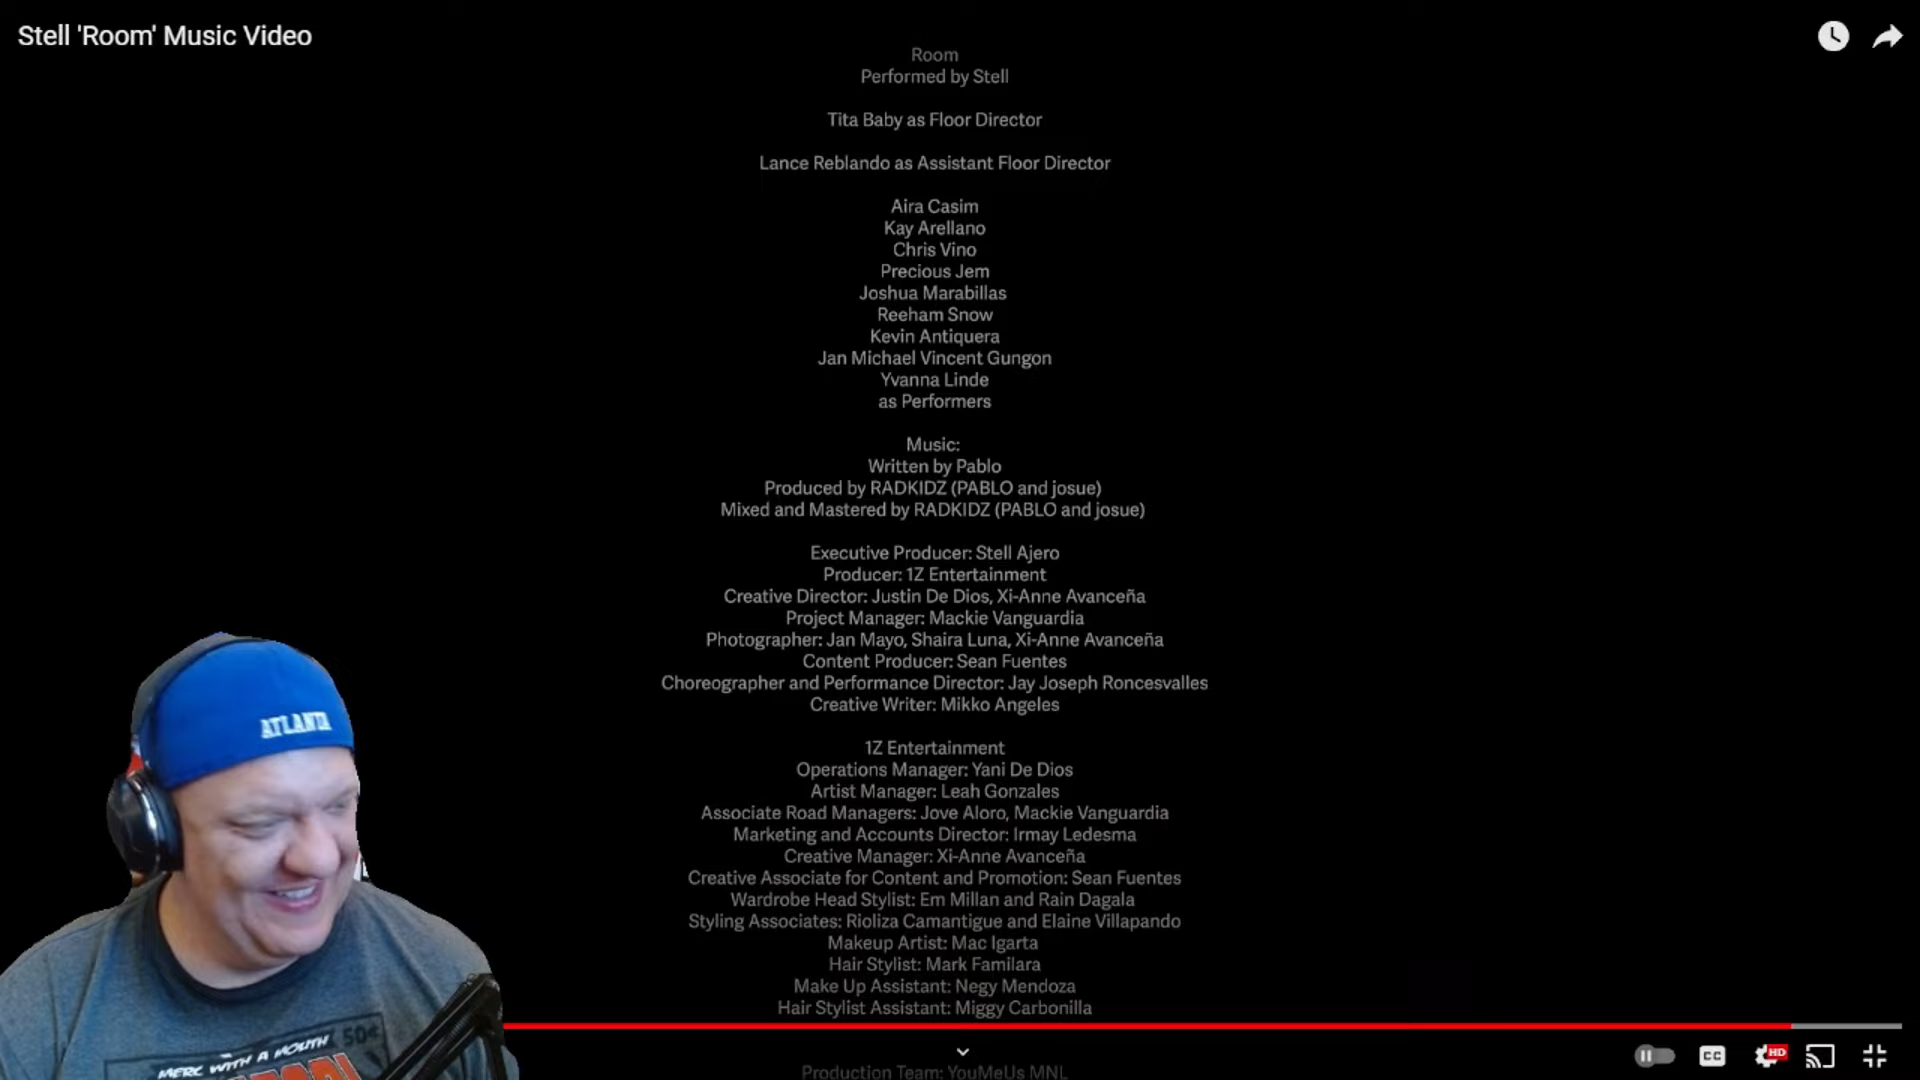 Stell 'Room' Music Video
Room
Performed by Stell
Tita Baby as Floor Director
Lance Reblando as Assistant Floor Director
Aira Casim
Kay Arellano
Chris Vino
Precious Jem
Joshua Marabillas
Reeham Snow
Kevin Antiquera
Jan Michael Vincent Gungon
Yvanna Linde
as Performers
Music:
Written by Pablo
Produced by RADKIDZ (PABLO and josue)
Mixed and Mastered by RADKIDZ (PABLO and josue)
Executive Producer: Stell Ajero
Producer: 1Z Entertainment
Creative Director: Justin De Dios, Xi-Anne Avanceña
Project Manager: Mackie Vanguardia
Photographer: Jan Mayo, Shaira Luna, Xi-Anne Avanceña
Content Producer: Sean Fuentes
Choreographer and Performance Director: Jay Joseph Roncesvalles
Creative Writer: Mikko Angeles
1Z Entertainment
Operations Manager: Yani De Dios
Artist Manager: Leah Gonzales
Associate Road Managers: Jove Aloro, Mackie Vanguardia
Marketing and Accounts Director: Irmay Ledesma
Creative Manager: Xi-Anne Avanceña
Creative Associate for Content and Promotion: Sean Fuentes
Wardrobe Head Stylist: Em Millan and Rain Dagala
Styling Associates: Rioliza Camantigue and Elaine Villapando
Makeup Artist: Mac Igarta
Hair Stylist: Mark Familara
Make Up Assistant: Negy Mendoza
Hair Stylist Assistant: Miggy Carbonilla
Production Team: YouMeUs MNL
ATLANTA
50¢
MERC WITH A MOUTH
CC
HD